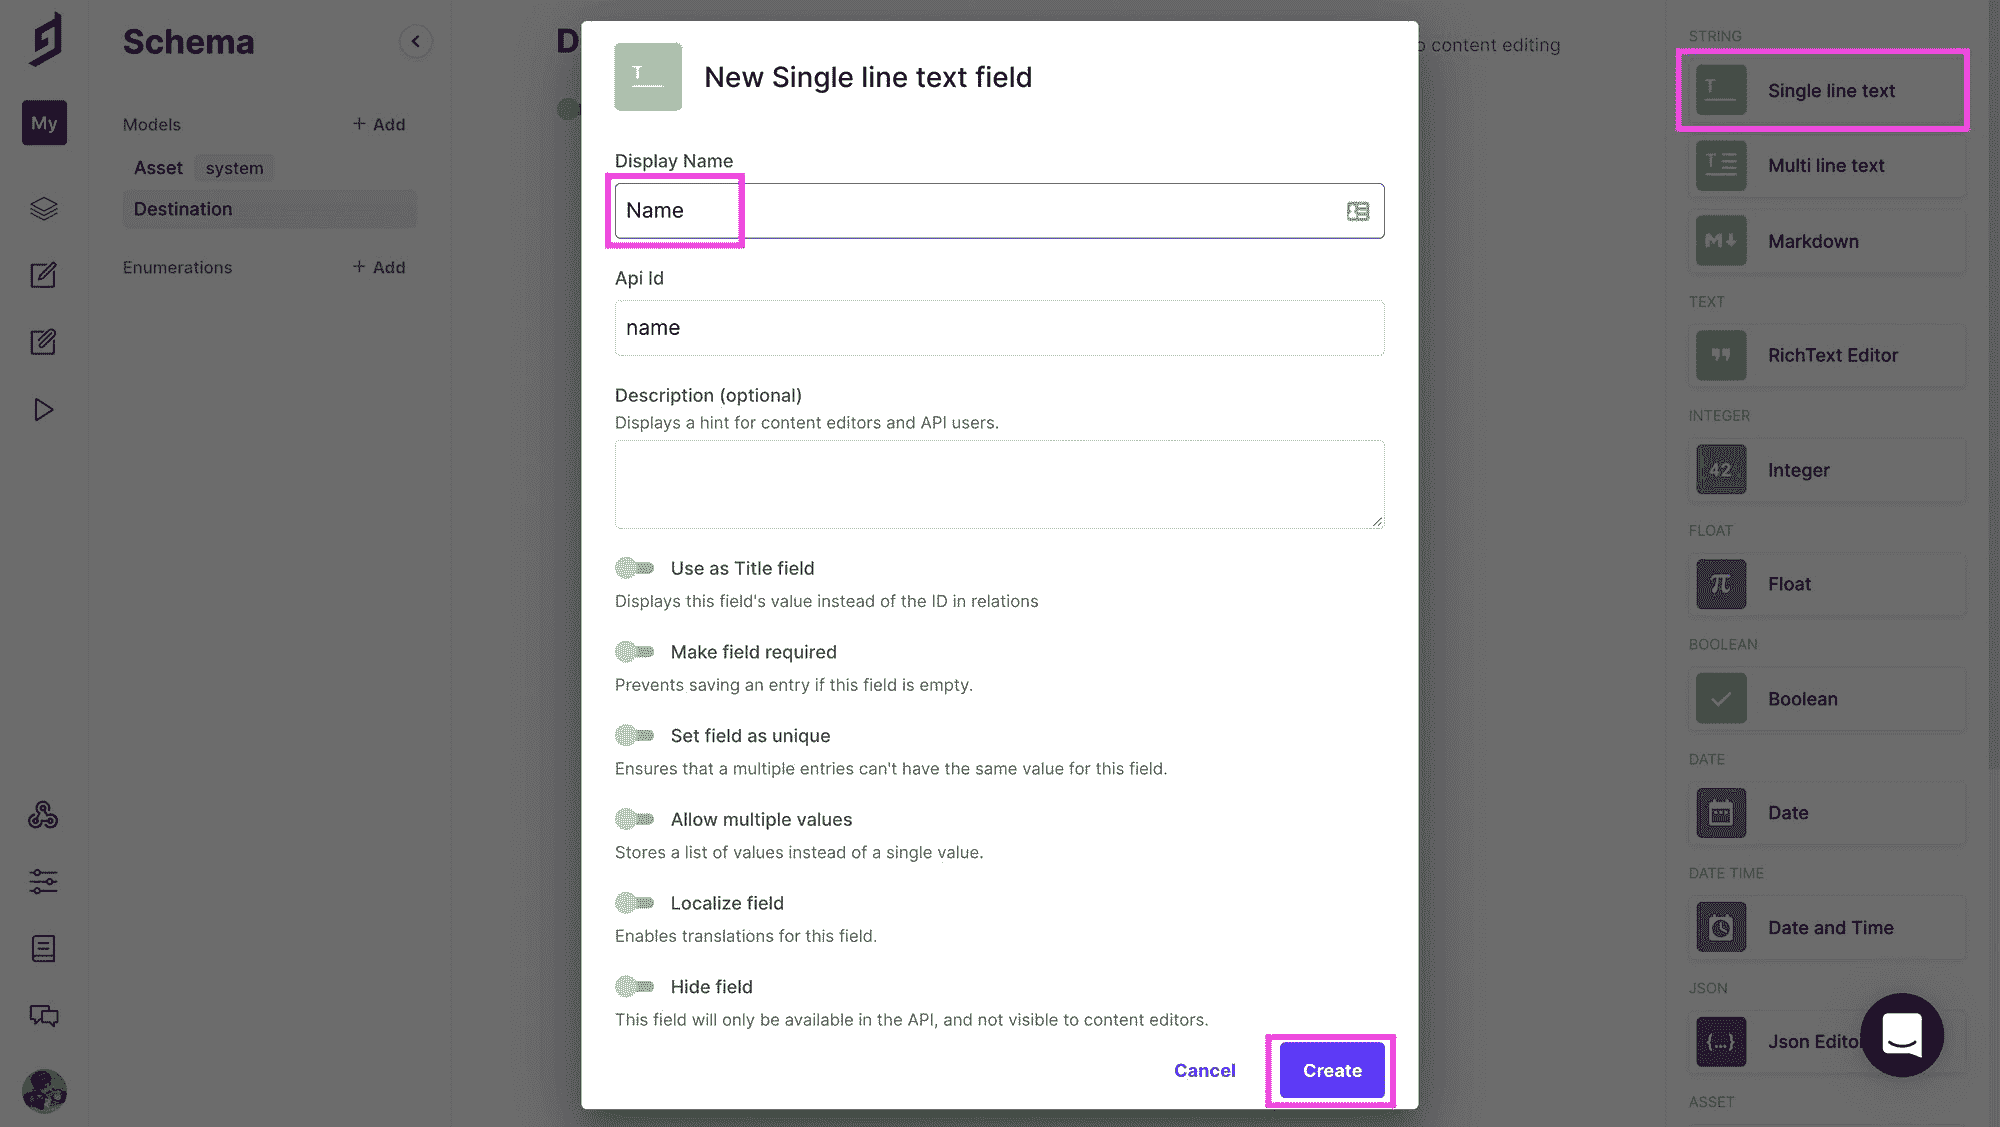 My
Schema
Models
+ Add
Asset system
Destination
Enumerations
+ Add
D
o content editing
New Single line text field
Display Name
Name
Api Id
name
Description (optional)
Displays a hint for content editors and API users.
Use as Title field
Displays this field's value instead of the ID in relations
Make field required
Prevents saving an entry if this field is empty.
Set field as unique
Ensures that a multiple entries can't have the same value for this field.
Allow multiple values
Stores a list of values instead of a single value.
Localize field
Enables translations for this field.
Hide field
This field will only be available in the API, and not visible to content editors.
Cancel
Create
STRING
Single line text
Multi line text
Markdown
TEXT
RichText Editor
INTEGER
42 Integer
FLOAT
π Float
BOOLEAN
Boolean
DATE
Date
DATE TIME
Date and Time
JSON
{...} Json Edito
ASSET